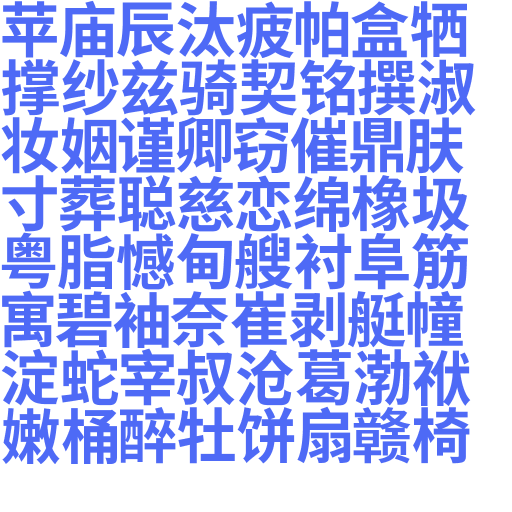 苹庙辰汰疲帕盒牺
撑纱兹骑契铭撰淑
妆姻谨卿窃催鼎肤
寸葬聪慈恋绵橡圾
粤脂憾甸艘衬阜筋
寓碧袖奈崔剥艇幢
淀蛇宰叔沧葛渤袱
嫩桶醉牡饼扇赣椅